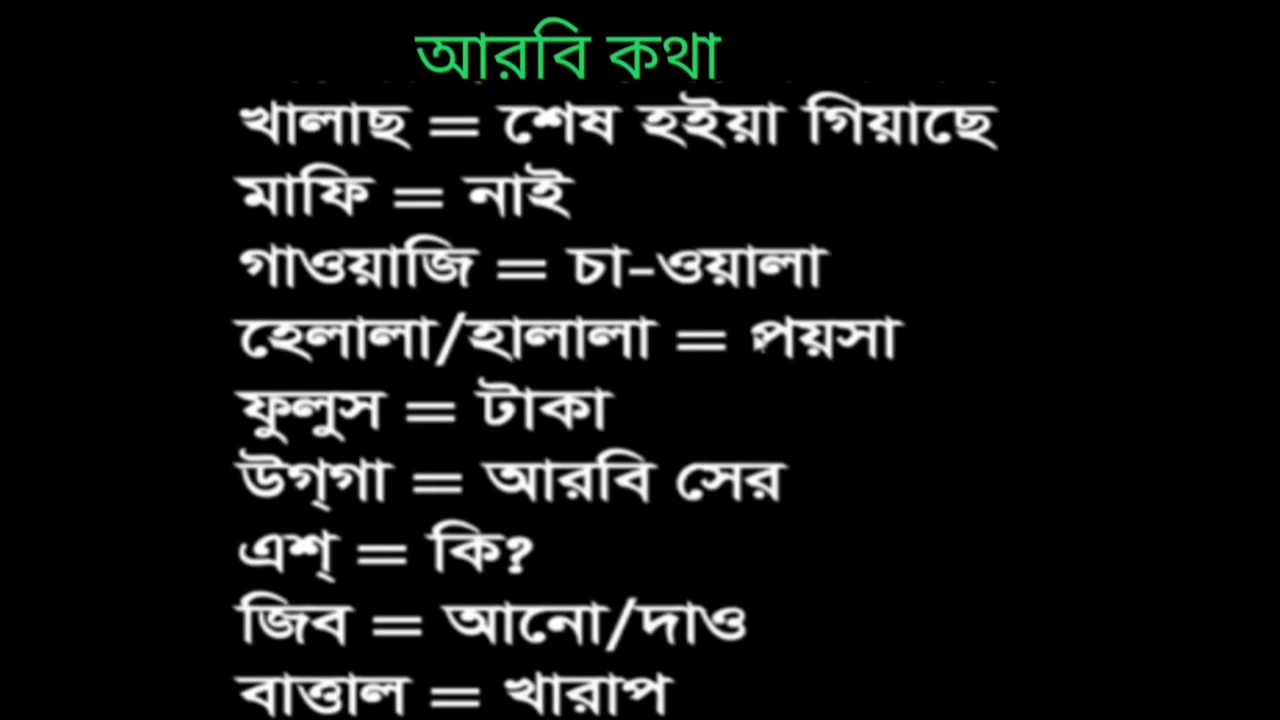 আরবি কথা
খালাছ = শেষ হইয়া গিয়াছে
মাফি = নাই
গাওয়াজি = চা-ওয়ালা
হেলালা/হালালা = পয়সা
ফুলুস = টাকা
উগ্‌গা = আরবি সের
এশ্ = কি?
জিব = আনো/দাও
বাত্তাল = খারাপ